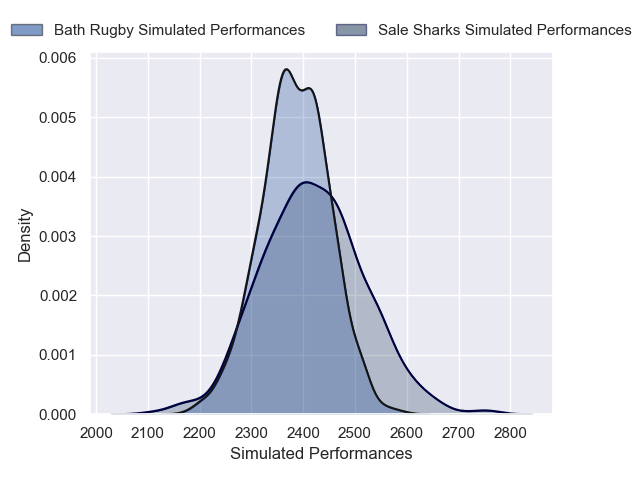 Bath Rugby Simulated Performances
Sale Sharks Simulated Performances
0.006
0.005
0.004
0.003
0.002
0.001
0.000
Density
2000 2100 2200 2300 2400 2500 2600 2700 2800
Simulated Performances